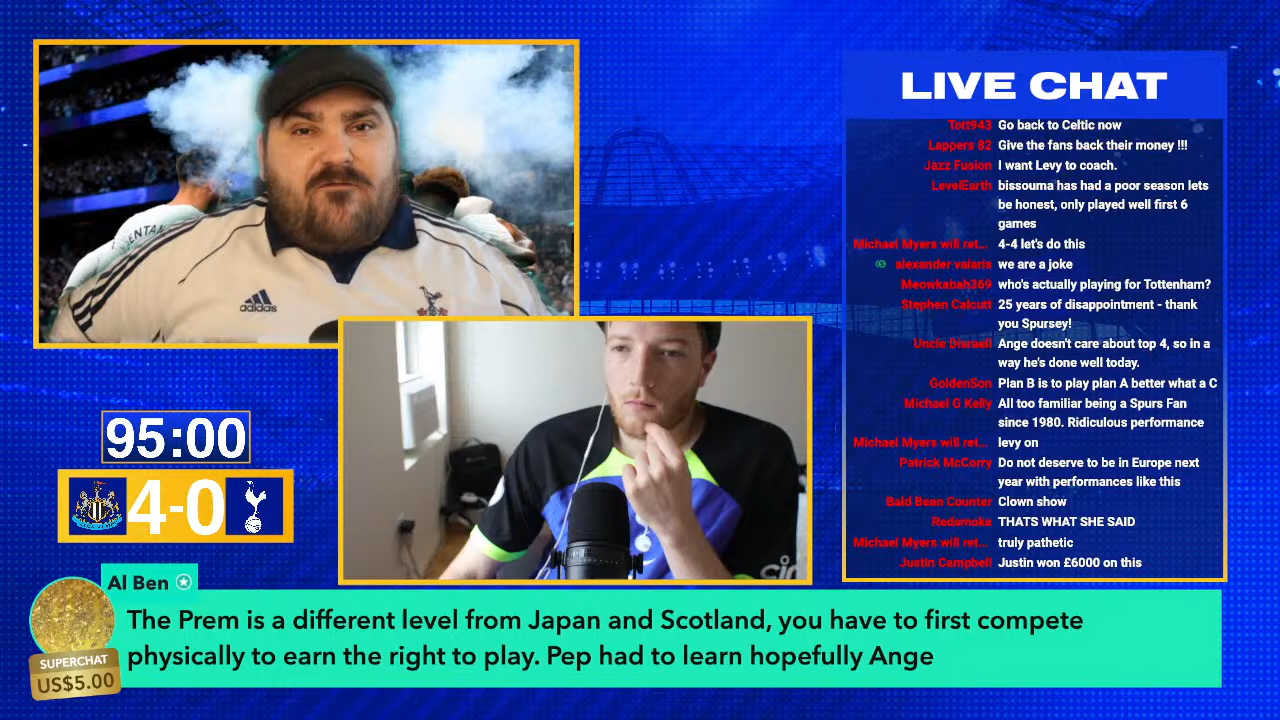 LIVE CHAT
Tott943 Go back to Celtic now
Lappers 82 Give the fans back their money !!!
Jazz Fusion I want Levy to coach.
LevelEarth bissouma has had a poor season lets
be honest, only played well first 6
games
Michael Myers will ret... 4-4 let's do this
alexander valaris we are a joke
Meowkabah369 who's actually playing for Tottenham?
Stephen Calcutt 25 years of disappointment - thank
you Spursey!
Uncle Disraeli Ange doesn't care about top 4, so in a
way he's done well today.
GoldenSon Plan B is to play plan A better what a C
Michael G Kelly All too familiar being a Spurs Fan
since 1980. Ridiculous performance
Michael Myers will ret... levy on
Patrick McCorry Do not deserve to be in Europe next
year with performances like this
Bald Bean Counter Clown show
Redsmoke THATS WHAT SHE SAID
Michael Myers will ret... truly pathetic
Justin Campbell Justin won £6000 on this
ENTAN
adidas
cin
95:00
4-0
Al Ben
The Prem is a different level from Japan and Scotland, you have to first compete
physically to earn the right to play. Pep had to learn hopefully Ange
SUPERCHAT
US$5.00